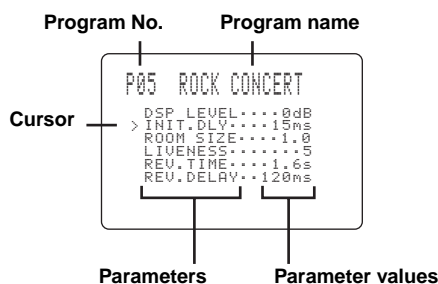 Program No. Program name
P05 ROCK CONCERT
DSP LEVEL····0dB
Cursor > INIT.DLY····15ms
ROOM SIZE····1.0
LIVENESS·······5
REV.TIME····1.6s
REV.DELAY··120ms
Parameters Parameter values